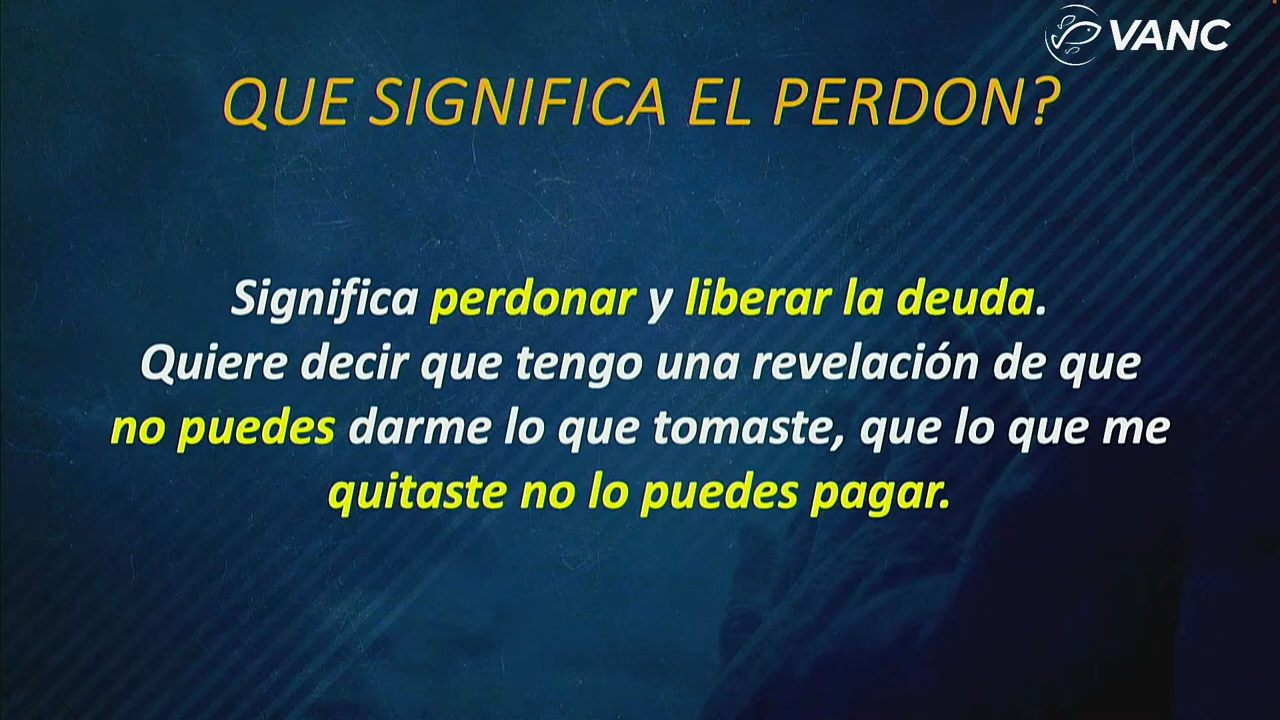 VANC
QUE SIGNIFICA EL PERDON?
Significa perdonar y liberar la deuda.
Quiere decir que tengo una revelación de que
no puedes darme lo que tomaste, que lo que me
quitaste no lo puedes pagar.